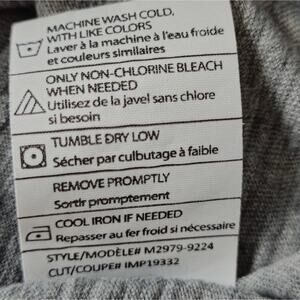 MACHINE WASH COLD,
WITH LIKE COLORS
Laver à la machine à l'eau froide
et couleurs similaires
ONLY NON-CHLORINE BLEACH
WHEN NEEDED
Utilisez de la javel sans chlore
si besoin
TUMBLE DRY LOW
Sécher par culbutage à faible
REMOVE PROMPTLY
Sortir promptement
COOL IRON IF NEEDED
Repasser au fer froid si nécessaire
STYLE/MODÈLE# M2979-9224
CUT/COUPE# IMP19332